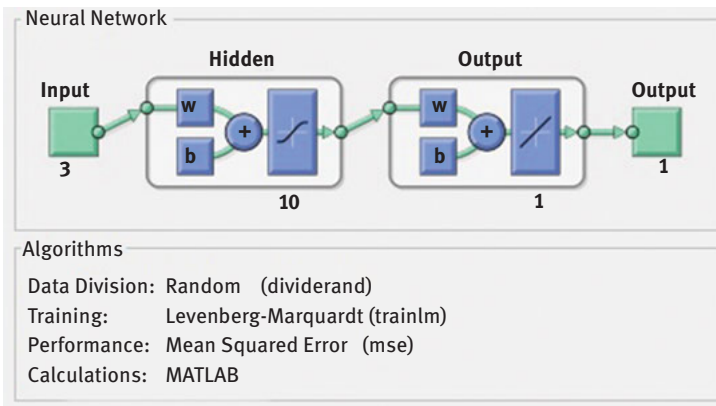 Neural Network
Hidden
Output
Input
Output
w
w
+
+
b
b
3
10
1
1
Algorithms
Data Division: Random (dividerand)
Training: Levenberg-Marquardt (trainlm)
Performance: Mean Squared Error (mse)
Calculations: MATLAB